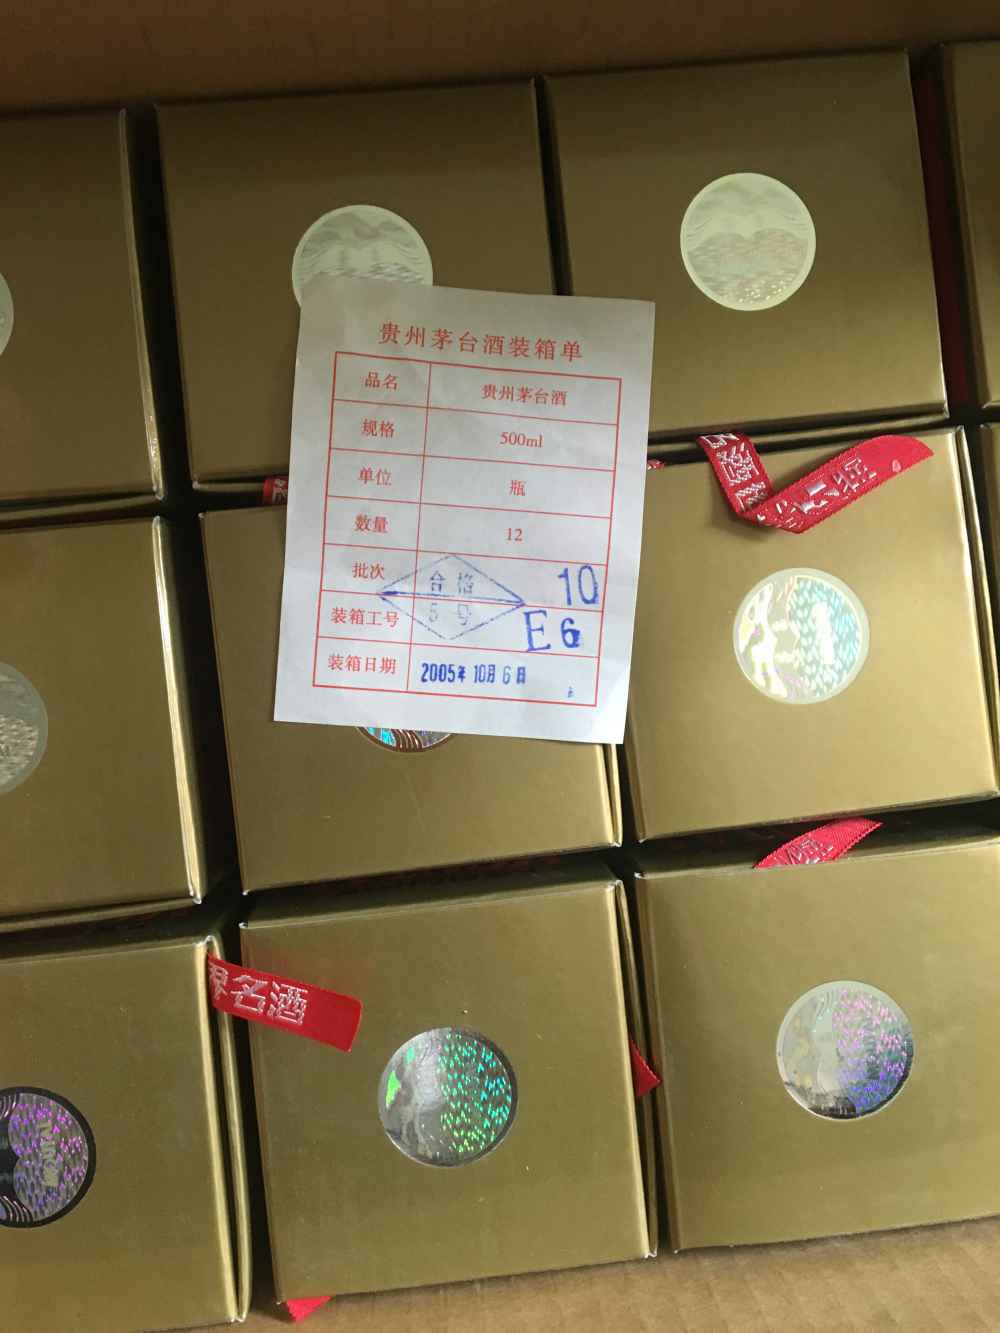 贵州茅台酒装箱单
品名 贵州茅台酒
规格 500ml
单位 瓶
数量 12
批次 10
合格
5号
装箱工号 E6
装箱日期 2005年10月6日
名酒